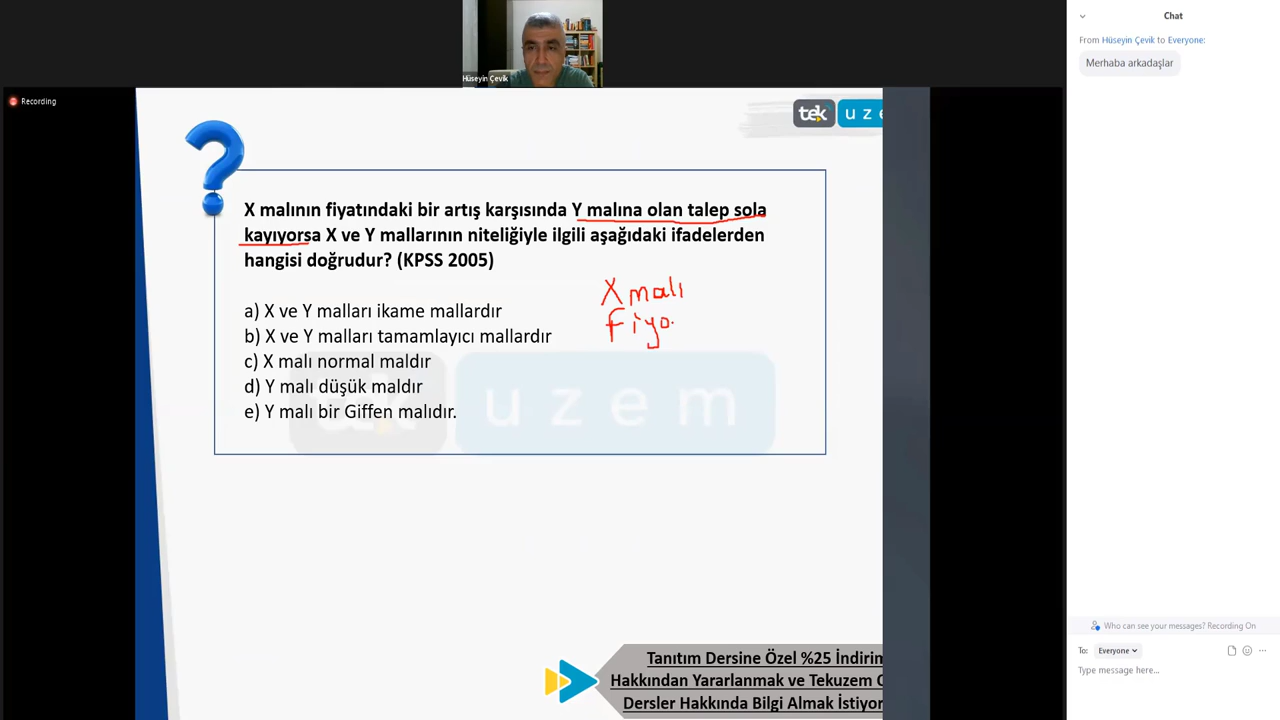 Hüseyin Çevik
Chat
From Hüseyin Çevik to Everyone:
Merhaba arkadaşlar
Recording
tek uze
X malının fiyatındaki bir artış karşısında Y malına olan talep sola
kayıyorsa X ve Y mallarının niteliğiyle ilgili aşağıdaki ifadelerden
hangisi doğrudur? (KPSS 2005)
X malı
fiya
a) X ve Y malları ikame mallardır
b) X ve Y malları tamamlayıcı mallardır
c) X malı normal maldır
d) Y malı düşük maldır
e) Y malı bir Giffen malıdır.
tek uzem
Tanıtım Dersine Özel %25 İndirim
Hakkından Yararlanmak ve Tekuzem
Dersler Hakkında Bilgi Almak İstiyor
Who can see your messages? Recording On
To: Everyone
Type message here...